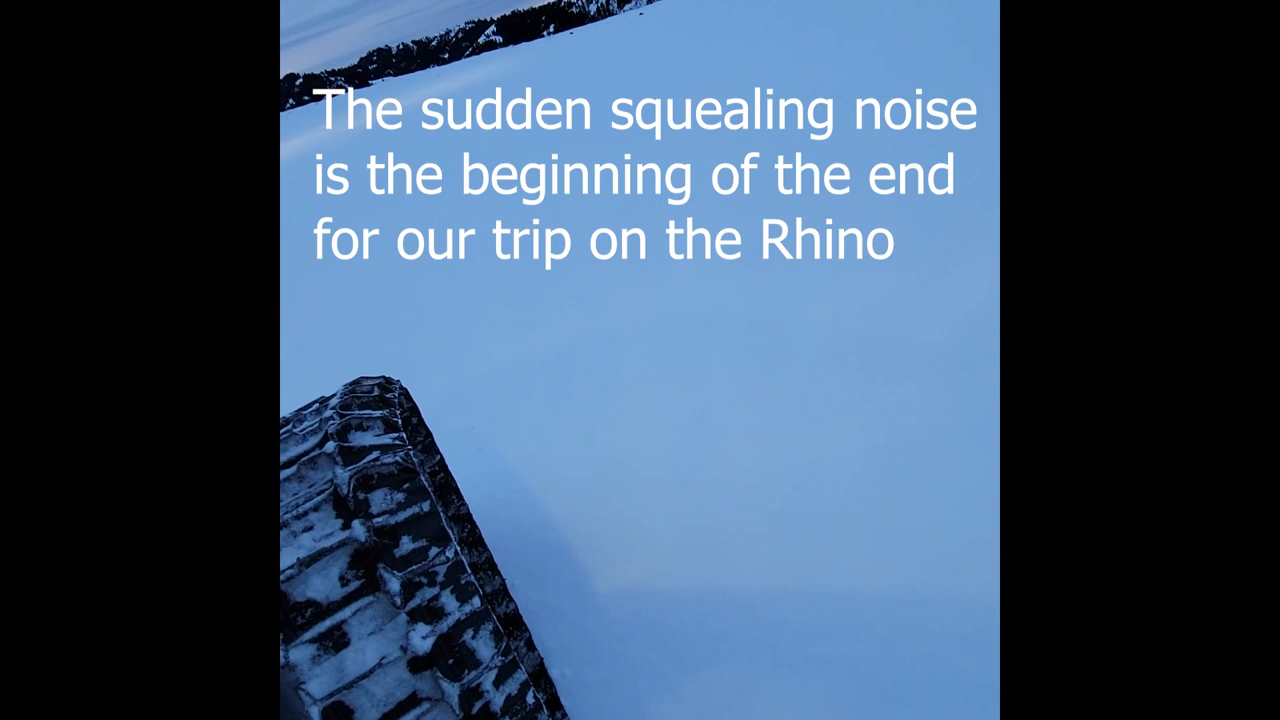 The sudden squealing noise
is the beginning of the end
for our trip on the Rhino